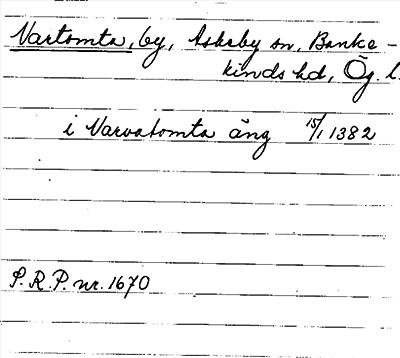 Vartomta, by, Askeby sn, Banke-
kinds hd, Ög. l.
i Varvatomta äng 15/1 1382
S.R.P. nr. 1670